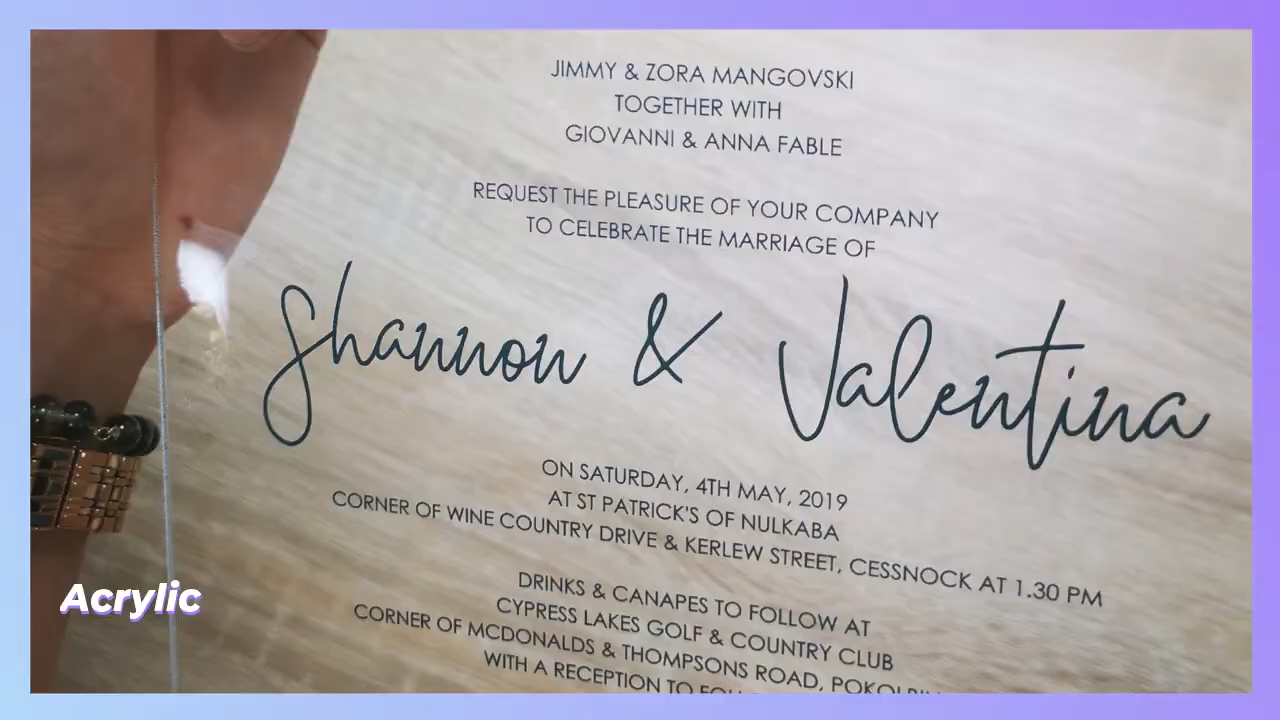 JIMMY & ZORA MANGOVSKI
TOGETHER WITH
GIOVANNI & ANNA FABLE
REQUEST THE PLEASURE OF YOUR COMPANY
TO CELEBRATE THE MARRIAGE OF
Shannon & Valentina
ON SATURDAY, 4TH MAY, 2019
AT ST PATRICK'S OF NULKABA
CORNER OF WINE COUNTRY DRIVE & KERLEW STREET, CESSNOCK AT 1.30 PM
DRINKS & CANAPES TO FOLLOW AT
CYPRESS LAKES GOLF & COUNTRY CLUB
CORNER OF MCDONALDS & THOMPSONS ROAD,
WITH A RECEPTION TO
Acrylic